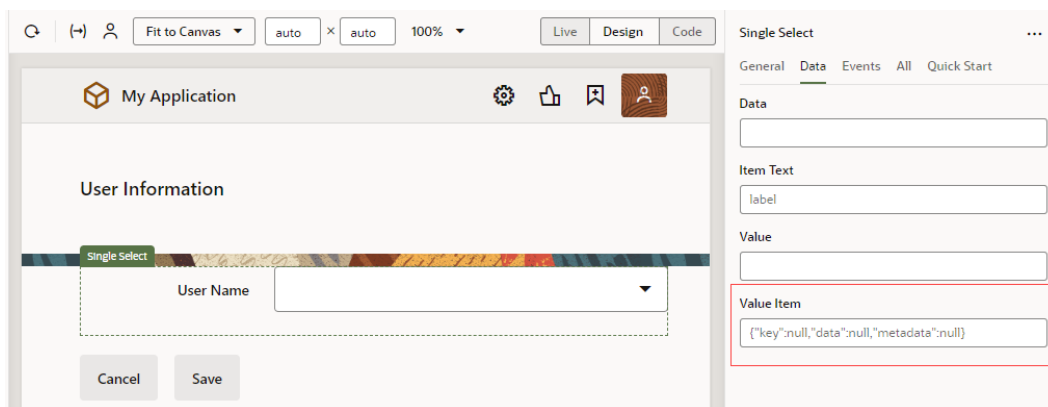 Fit to Canvas auto × auto 100% Live Design Code
My Application
User Information
Single Select
User Name
Cancel Save
Single Select ...
General Data Events All Quick Start
Data
Item Text
label
Value
Value Item
{"key":null,"data":null,"metadata":null}